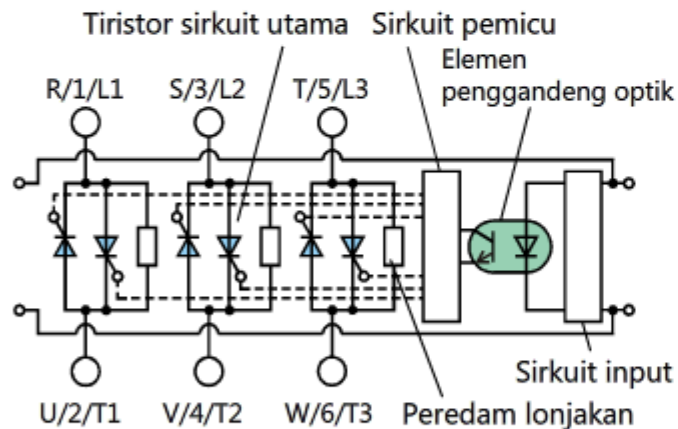 Tiristor sirkuit utama
Sirkuit pemicu
Elemen
penggandeng optik
R/1/L1
S/3/L2
T/5/L3
Sirkuit input
U/2/T1
V/4/T2
W/6/T3
Peredam lonjakan